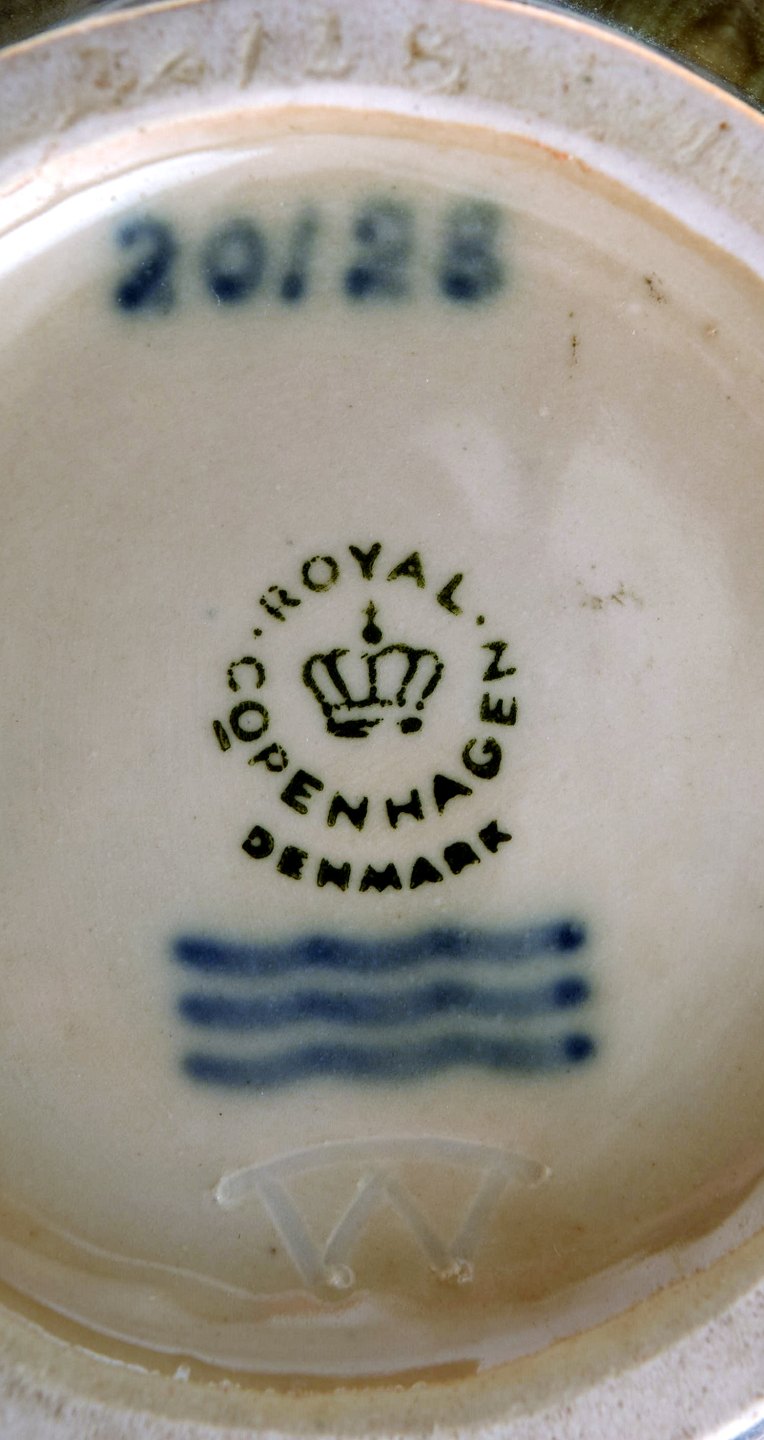 20/28
·ROYAL·
COPENHAGEN
DENMARK
W